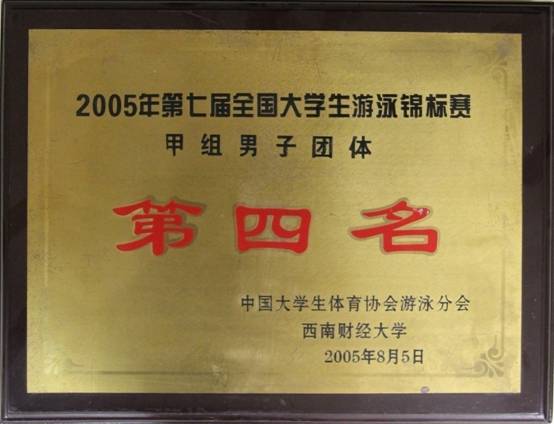 2005年第七届全国大学生游泳锦标赛
甲组男子团体
第四名
中国大学生体育协会游泳分会
西南财经大学
2005年8月5日